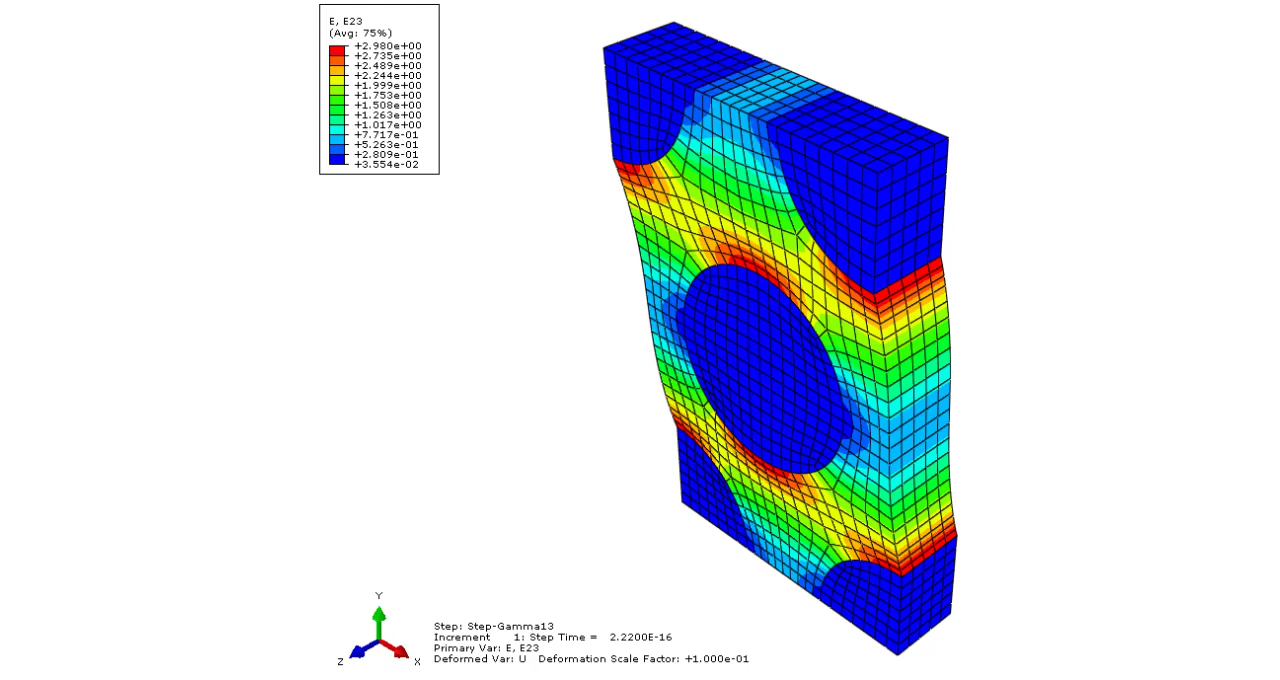 E, E23
(Avg: 75%)
+2.980e+00
+2.735e+00
+2.489e+00
+2.244e+00
+1.999e+00
+1.753e+00
+1.508e+00
+1.263e+00
+1.017e+00
+7.717e-01
+5.263e-01
+2.809e-01
+3.554e-02
Y
Z
X
Step: Step-Gamma13
Increment 1: Step Time = 2.2200E-16
Primary Var: E, E23
Deformed Var: U Deformation Scale Factor: +1.000e-01